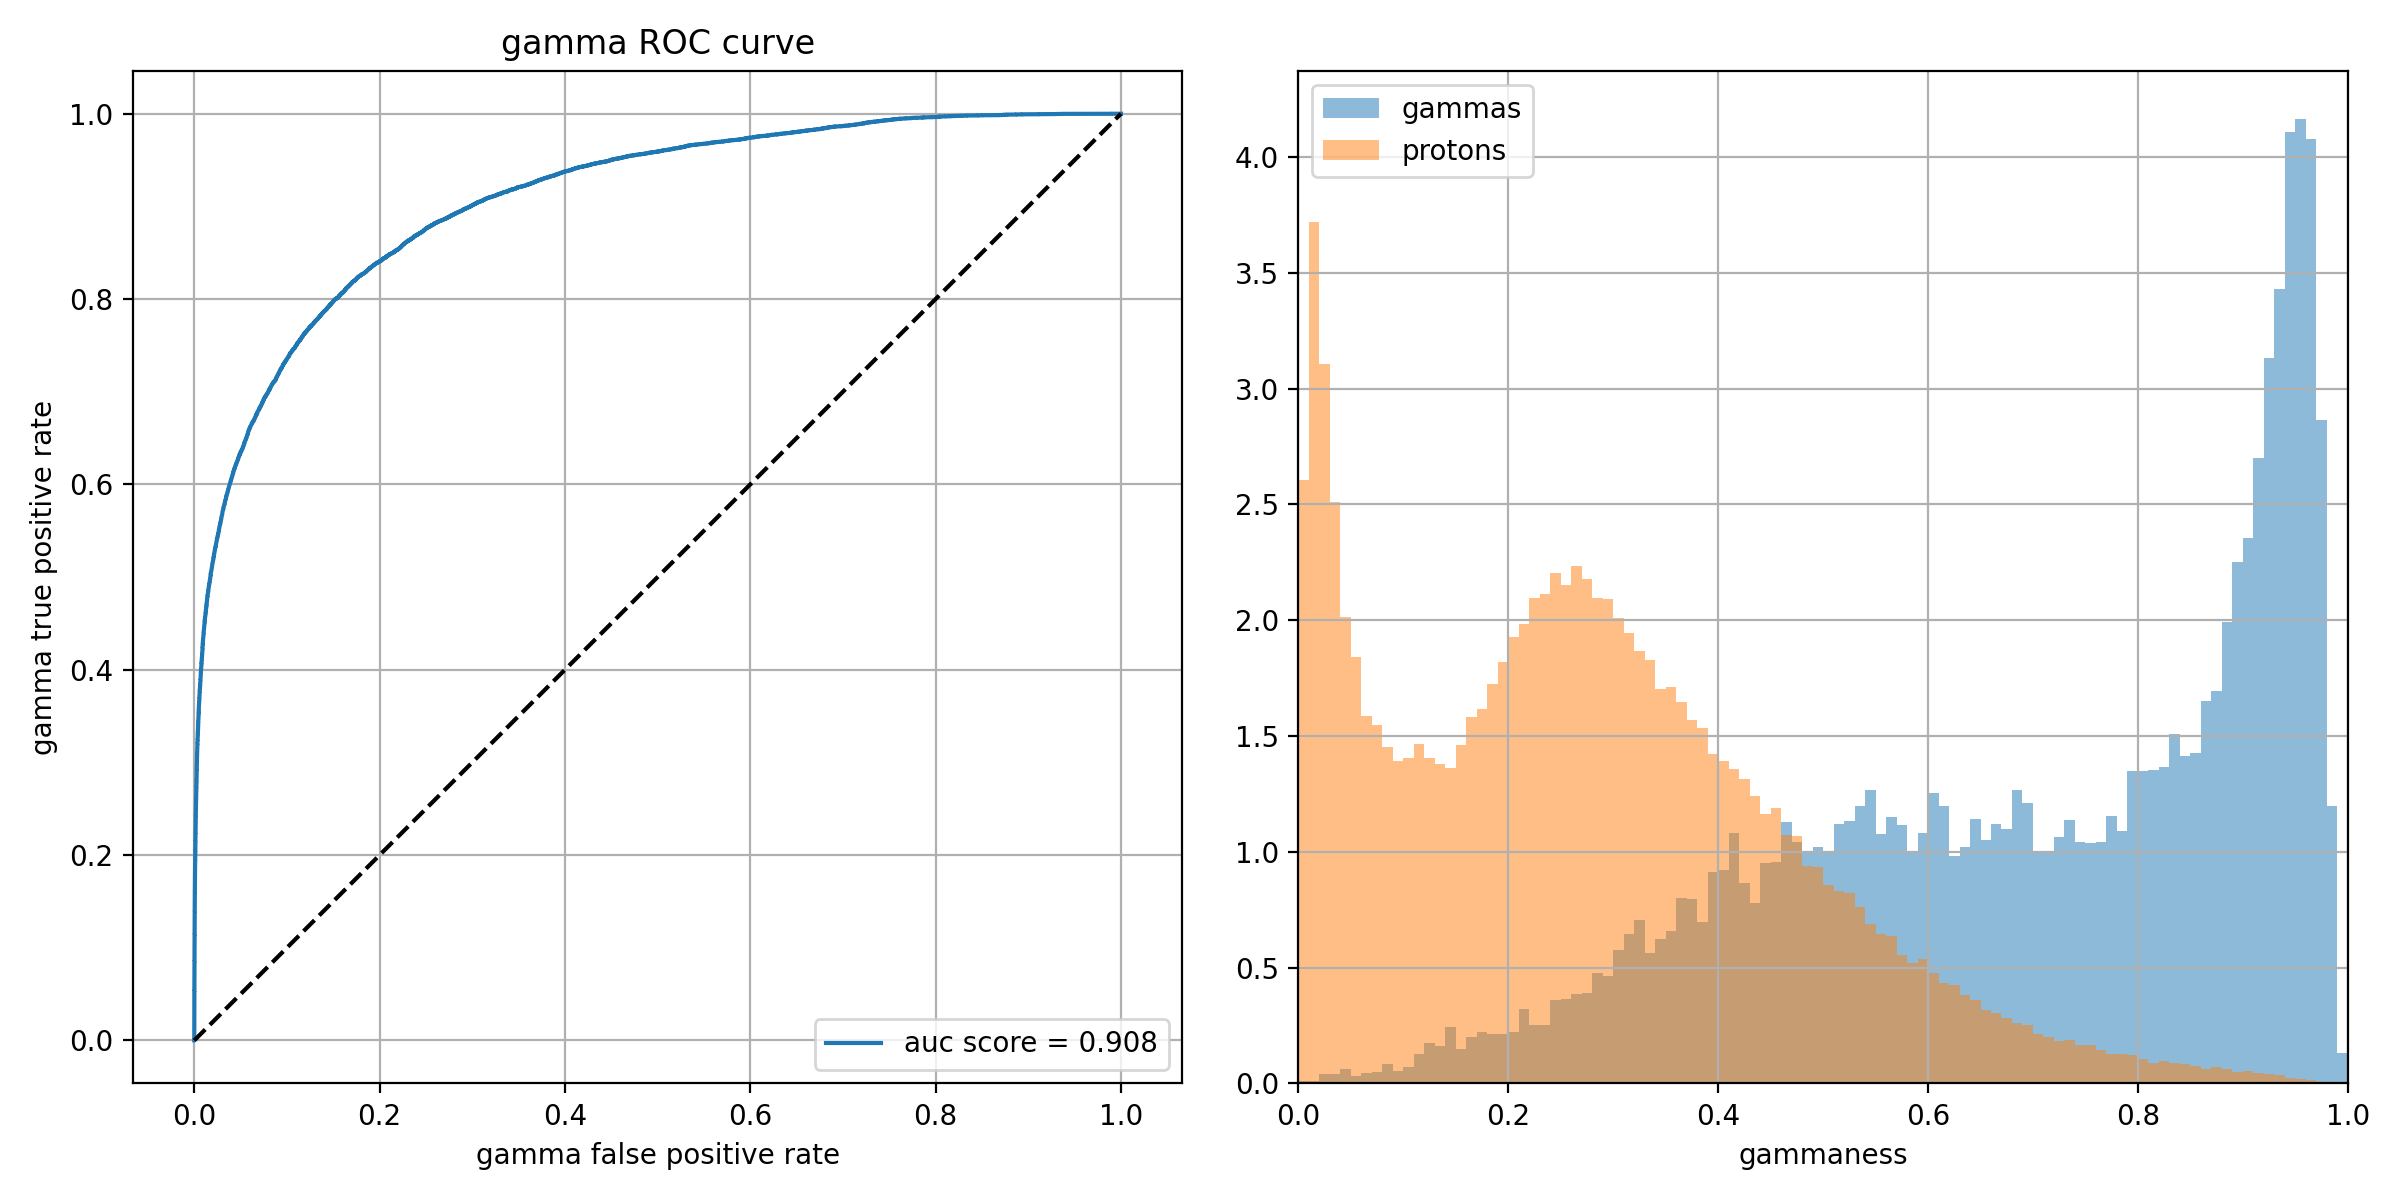 gamma ROC curve
gamma true positive rate
1.0
0.8
0.6
0.4
0.2
0.0
auc score = 0.908
0.0 0.2 0.4 0.6 0.8 1.0
gamma false positive rate
gammas
protons
4.0
3.5
3.0
2.5
2.0
1.5
1.0
0.5
0.0
0.0 0.2 0.4 0.6 0.8 1.0
gammaness